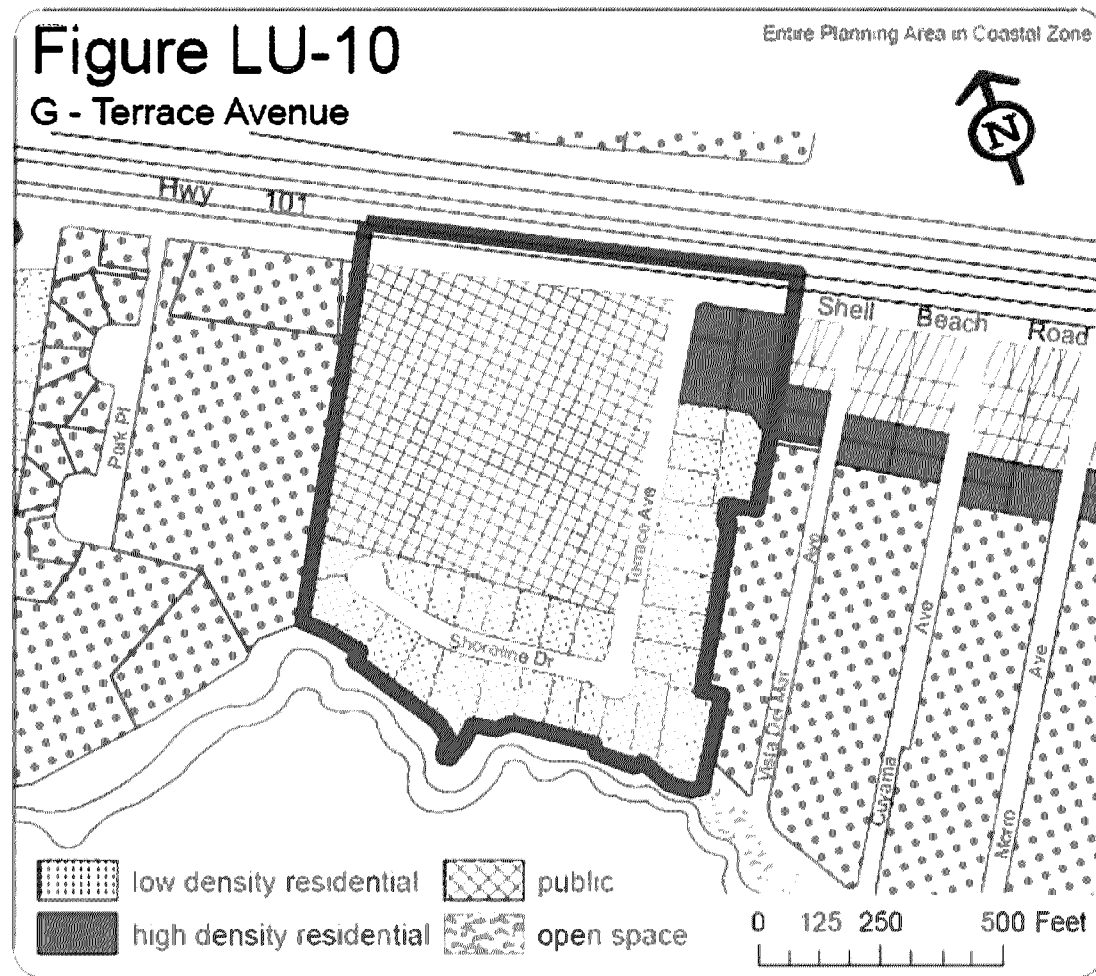 Figure LU-10
Entire Planning Area in Coastal Zone
G - Terrace Avenue
N
Hwy 101
Shell Beach Road
Park Pl
Terrace Ave
Ave
Ave
Ave
Shoreline Dr
Vista Del Mar
Cuyama
Morro
low density residential
public
high density residential
open space
0 125 250 500 Feet